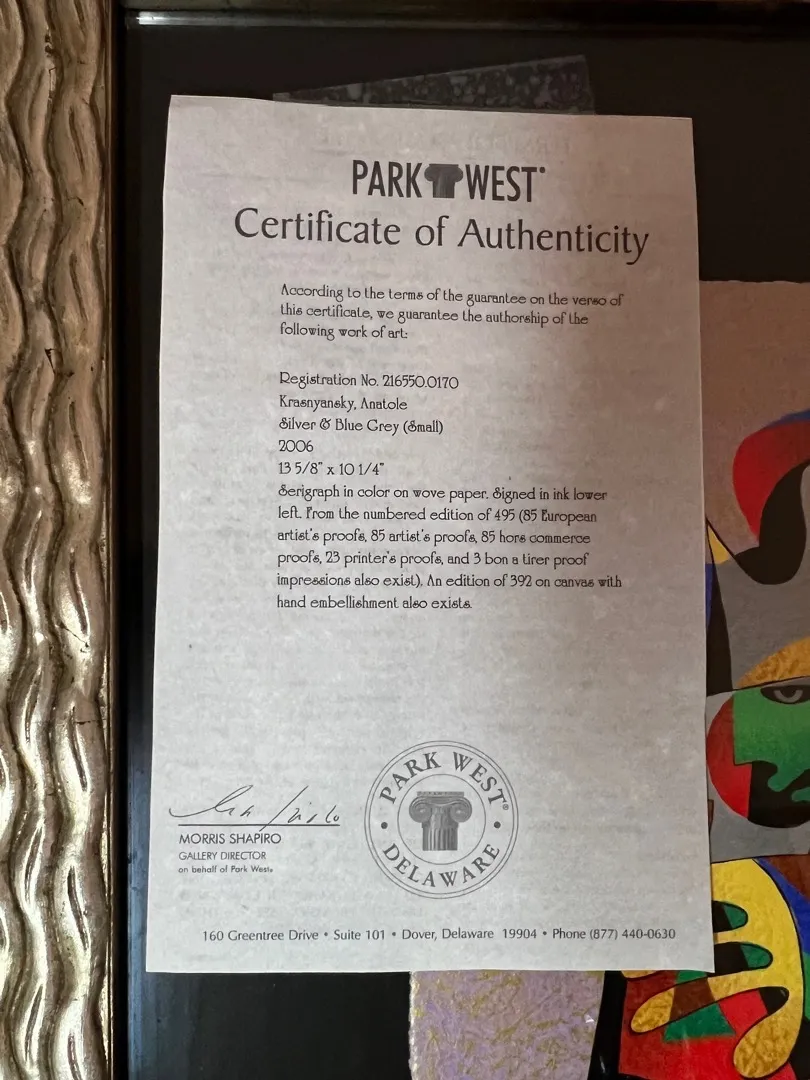 PARK WEST®
Certificate of Authenticity
According to the terms of the guarantee on the verso of
this certificate, we guarantee the authorship of the
following work of art:
Registration No. 216550.0170
Krasnyansky, Anatole
Silver & Blue Grey (Small)
2006
13 5/8" x 10 1/4"
Serigraph in color on wove paper. Signed in ink lower
left. From the numbered edition of 495 (85 European
artist's proofs, 85 artist's proofs, 85 hors commerce
proofs, 23 printer's proofs, and 3 bon a tirer proof
impressions also exist). An edition of 392 on canvas with
hand embellishment also exists.
PARK WEST®
• DELAWARE •
MORRIS SHAPIRO
GALLERY DIRECTOR
on behalf of Park West®
160 Greentree Drive • Suite 101 • Dover, Delaware 19904 • Phone (877) 440-0630